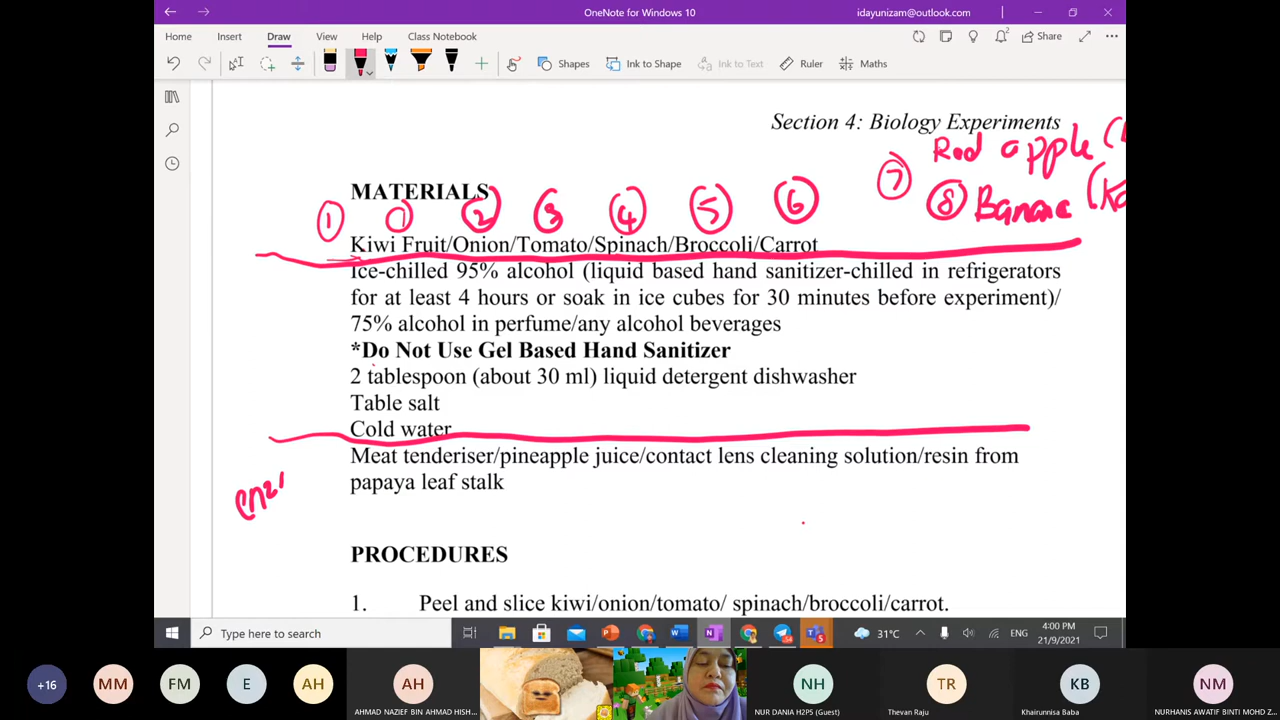 OneNote for Windows 10
idayunizam@outlook.com
Home Insert Draw View Help Class Notebook
Share
Shapes Ink to Shape Ink to Text Ruler Maths
Section 4: Biology Experiments
Red apple (
7
8 Banana (
MATERIALS
1 1 2 3 4 5 6
Kiwi Fruit/Onion/Tomato/Spinach/Broccoli/Carrot
Ice-chilled 95% alcohol (liquid based hand sanitizer-chilled in refrigerators
for at least 4 hours or soak in ice cubes for 30 minutes before experiment)/
75% alcohol in perfume/any alcohol beverages
*Do Not Use Gel Based Hand Sanitizer
2 tablespoon (about 30 ml) liquid detergent dishwasher
Table salt
Cold water
Meat tenderiser/pineapple juice/contact lens cleaning solution/resin from
papaya leaf stalk
PROCEDURES
1. Peel and slice kiwi/onion/tomato/ spinach/broccoli/carrot.
Type here to search
31°C
ENG
4:00 PM
21/9/2021
+16 MM FM E AH AH NH TR KB NM
AHMAD NAZIEF BIN AHMAD HISH...
NUR DANIA H2P5 (Guest)
Thevan Raju
Khairunnisa Baba
NURHANIS AWATIF BINTI MOHD Z...